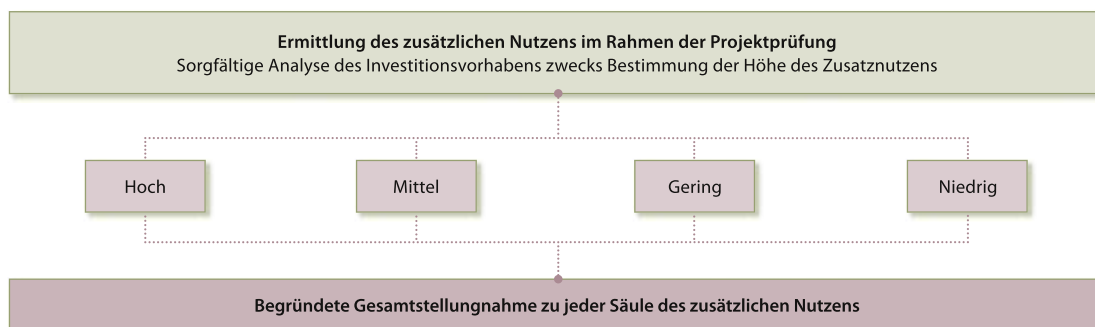 Ermittlung des zusätzlichen Nutzens im Rahmen der Projektprüfung
Sorgfältige Analyse des Investitionsvorhabens zwecks Bestimmung der Höhe des Zusatznutzens
Hoch
Mittel
Gering
Niedrig
Begründete Gesamtstellungnahme zu jeder Säule des zusätzlichen Nutzens